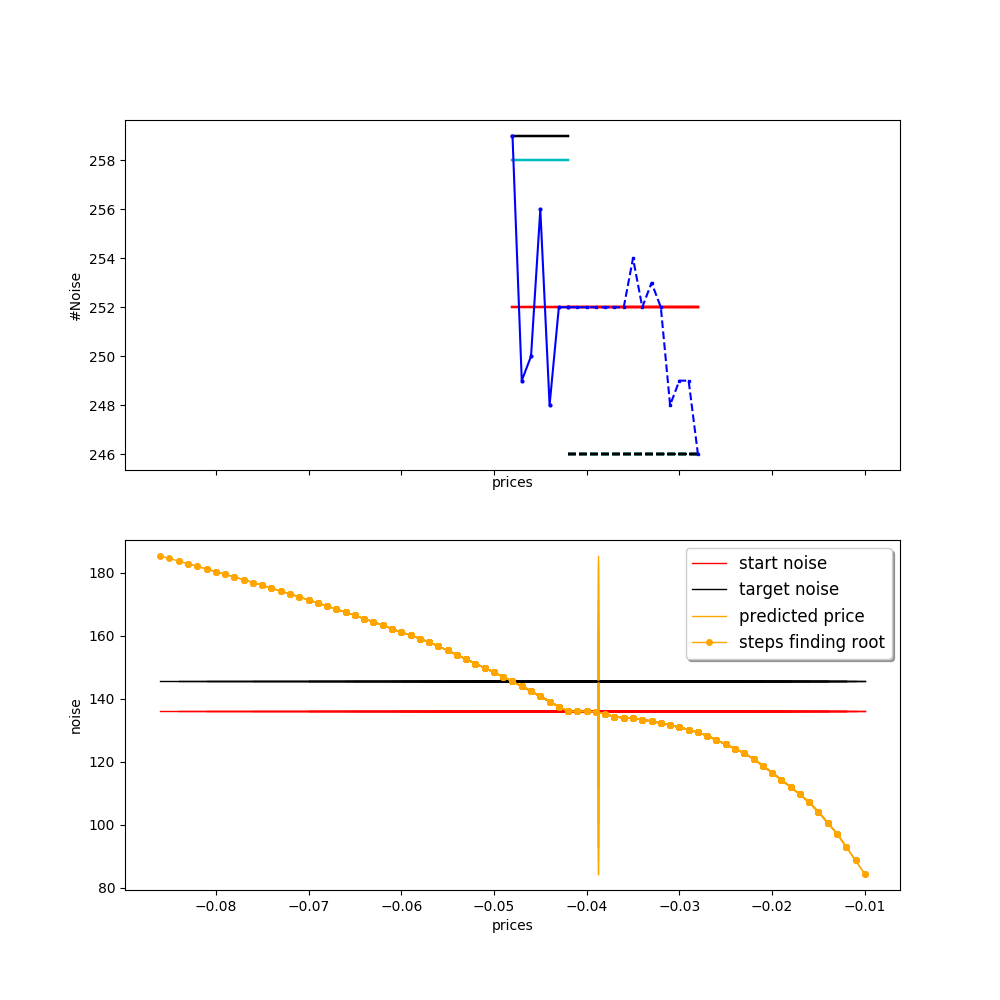 258
256
254
252
250
248
246
#Noise
prices
180
160
140
120
100
80
noise
start noise
target noise
predicted price
steps finding root
−0.08 −0.07 −0.06 −0.05 −0.04 −0.03 −0.02 −0.01
prices